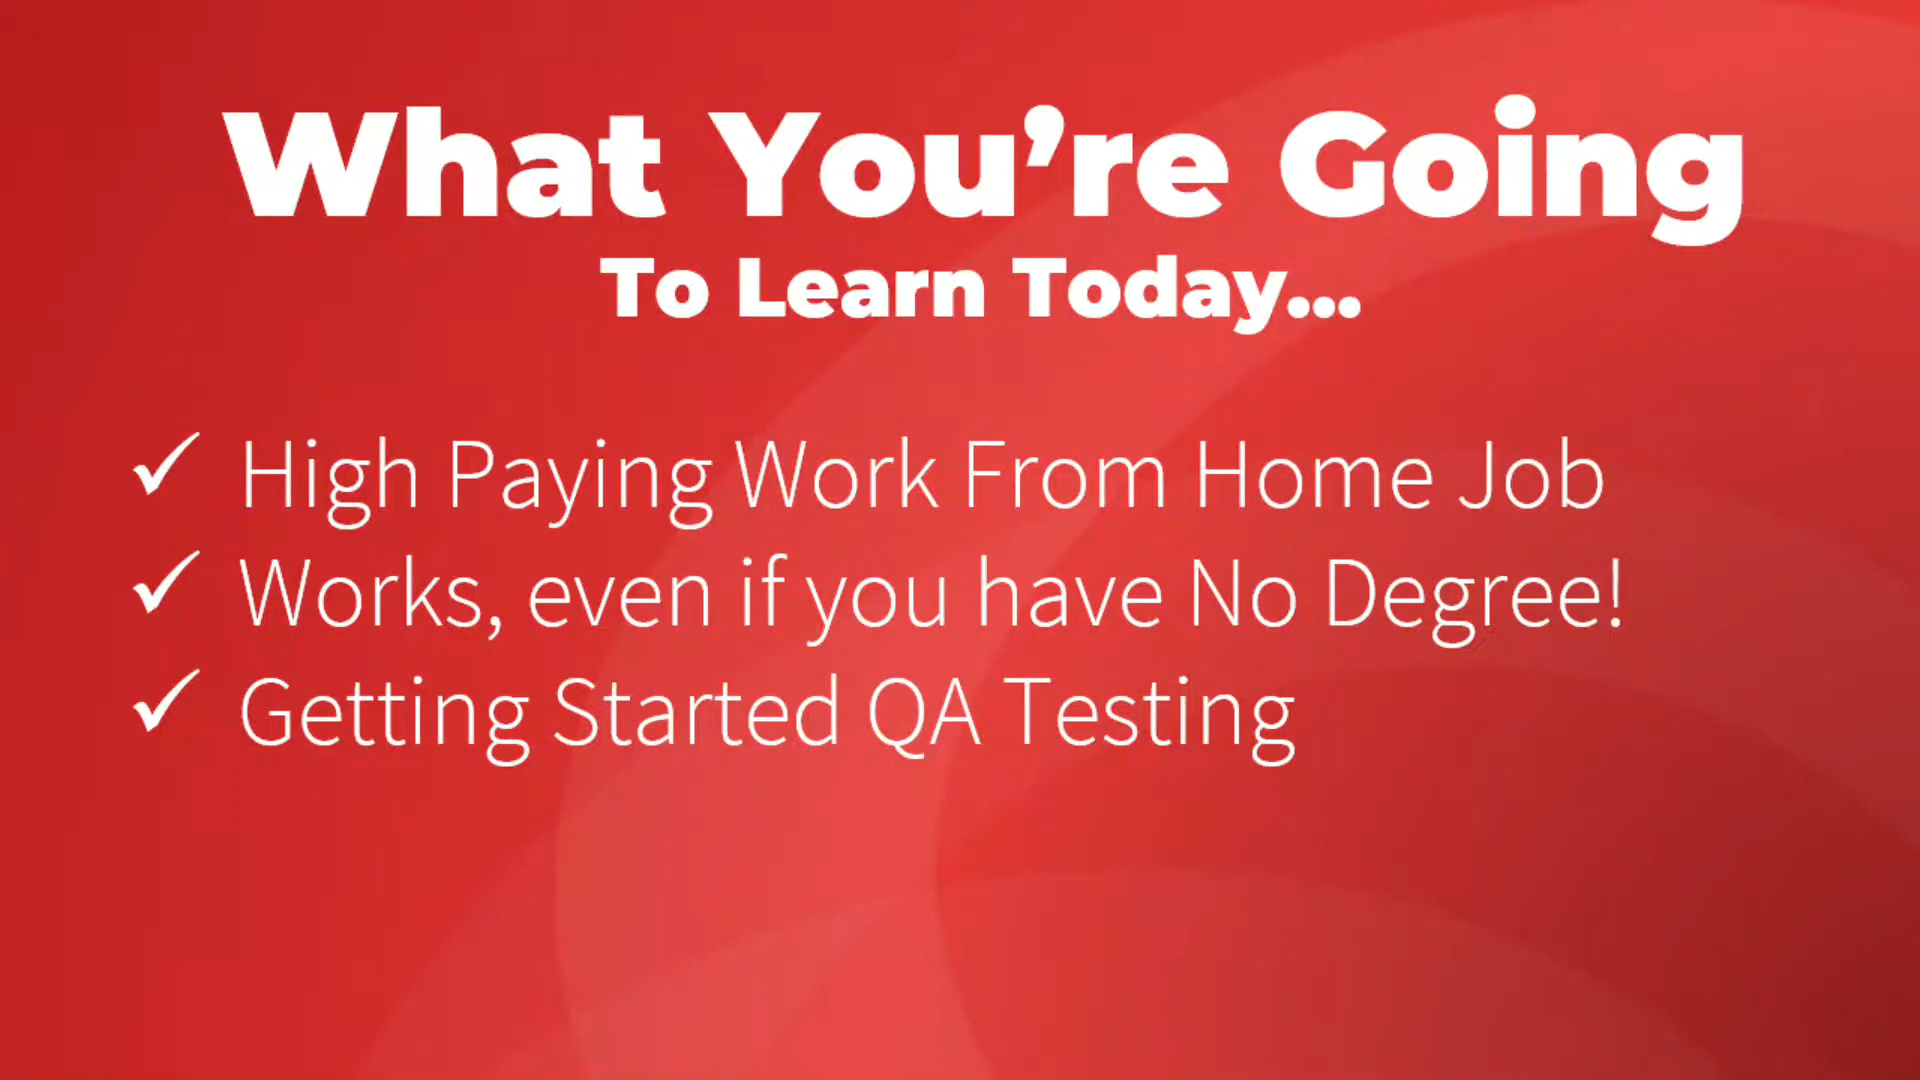 What You’re Going
To Learn Today...
✓ High Paying Work From Home Job
✓ Works, even if you have No Degree!
✓ Getting Started QA Testing